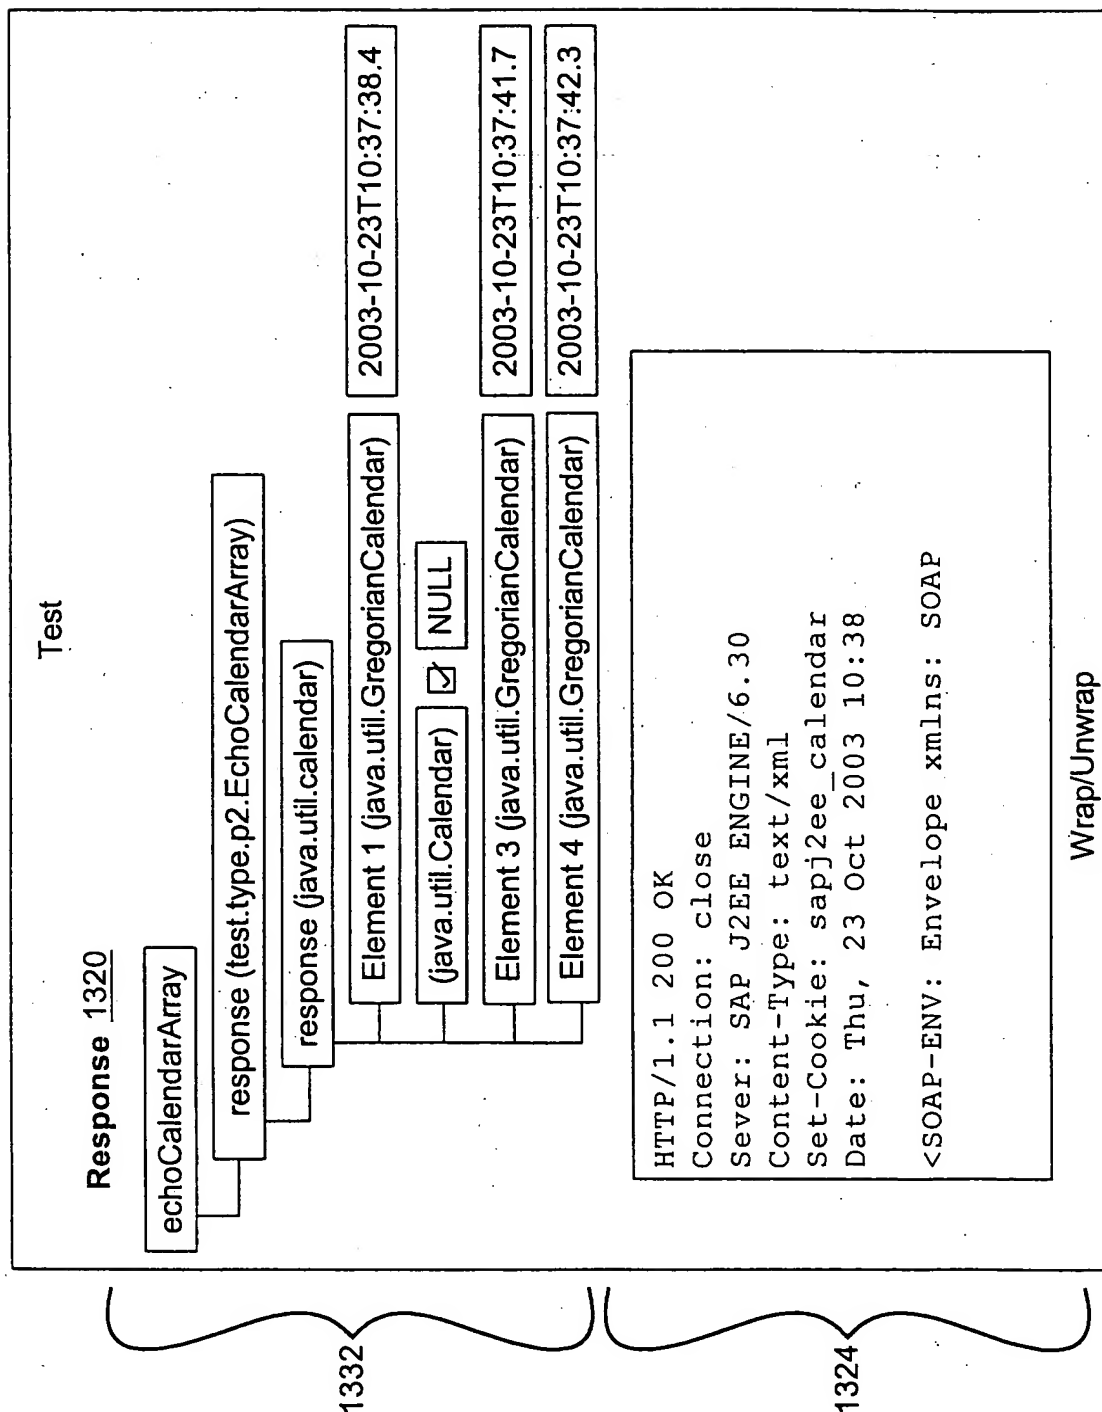 Test
Response 1320
echoCalendarArray
response (test.type.p2.EchoCalendarArray)
response (java.util.calendar)
Element 1 (java.util.GregorianCalendar) 2003-10-23T10:37:38.4
(java.util.Calendar) NULL
Element 3 (java.util.GregorianCalendar) 2003-10-23T10:37:41.7
Element 4 (java.util.GregorianCalendar) 2003-10-23T10:37:42.3
1332
HTTP/1.1 200 OK
Connection: close
Sever: SAP J2EE ENGINE/6.30
Content-Type: text/xml
Set-Cookie: sapj2ee_calendar
Date: Thu, 23 Oct 2003 10:38
<SOAP-ENV: Envelope xmlns: SOAP
1324
Wrap/Unwrap